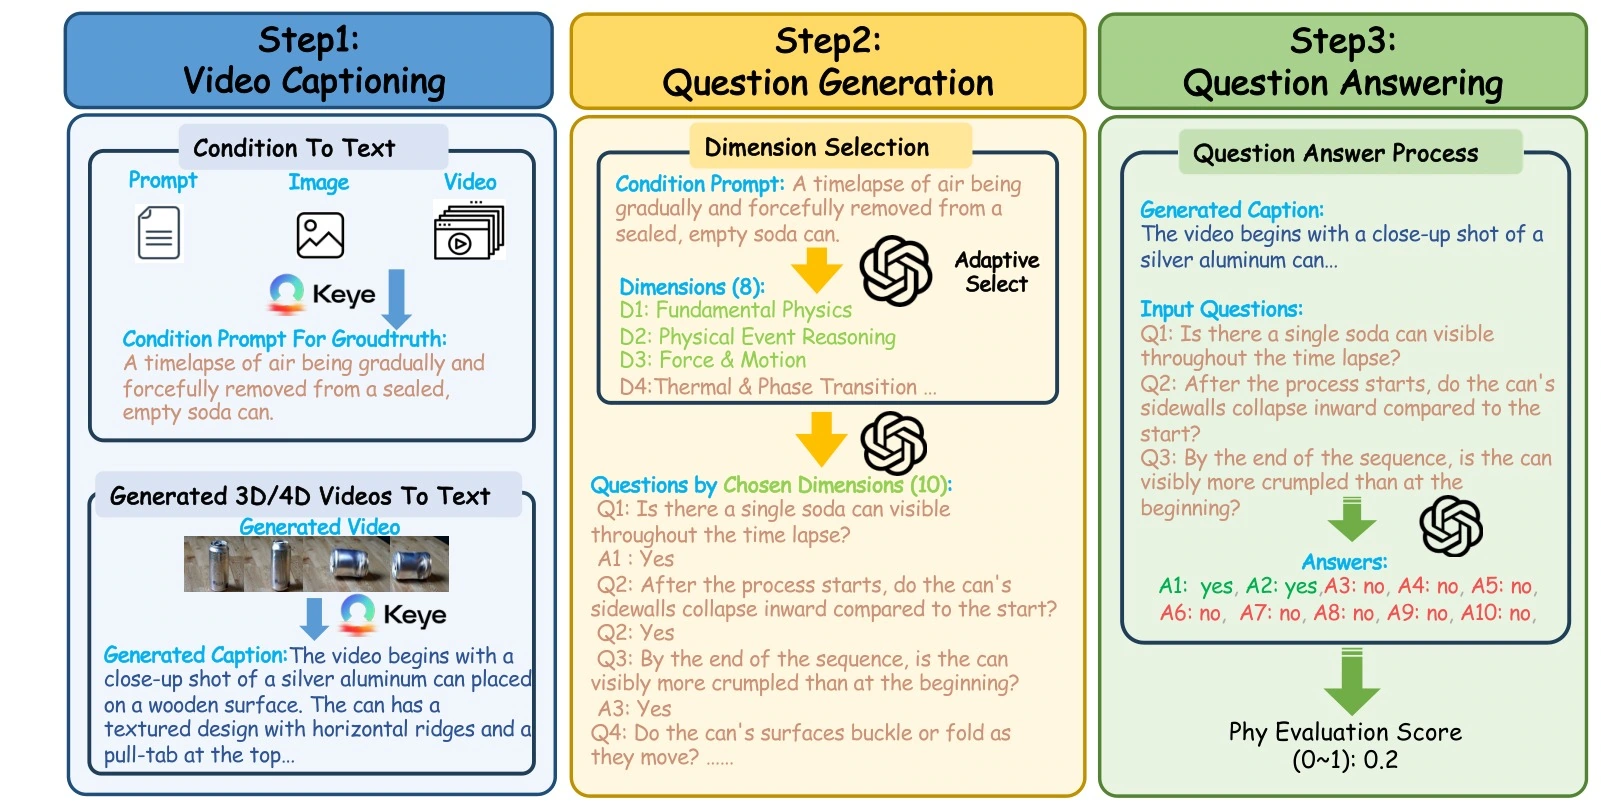 Step1:
Video Captioning
Condition To Text
Prompt
Image
Video
Keye
Condition Prompt For Groudtruth:
A timelapse of air being gradually and
forcefully removed from a sealed,
empty soda can.
Generated 3D/4D Videos To Text
Generated Video
Keye
Generated Caption:The video begins with a
close-up shot of a silver aluminum can placed
on a wooden surface. The can has a
textured design with horizontal ridges and a
pull-tab at the top...
Step2:
Question Generation
Dimension Selection
Condition Prompt: A timelapse of air being
gradually and forcefully removed from a
sealed, empty soda can.
Adaptive
Select
Dimensions (8):
D1: Fundamental Physics
D2: Physical Event Reasoning
D3: Force & Motion
D4:Thermal & Phase Transition ...
Questions by Chosen Dimensions (10):
Q1: Is there a single soda can visible
throughout the time lapse?
A1 : Yes
Q2: After the process starts, do the can's
sidewalls collapse inward compared to the start?
Q2: Yes
Q3: By the end of the sequence, is the can
visibly more crumpled than at the beginning?
A3: Yes
Q4: Do the can's surfaces buckle or fold as
they move? ......
Step3:
Question Answering
Question Answer Process
Generated Caption:
The video begins with a close-up shot of a
silver aluminum can...
Input Questions:
Q1: Is there a single soda can visible
throughout the time lapse?
Q2: After the process starts, do the can's
sidewalls collapse inward compared to the
start?
Q3: By the end of the sequence, is the can
visibly more crumpled than at the
beginning?
Answers:
A1: yes, A2: yes,A3: no, A4: no, A5: no,
A6: no, A7: no, A8: no, A9: no, A10: no,
Phy Evaluation Score
(0~1): 0.2